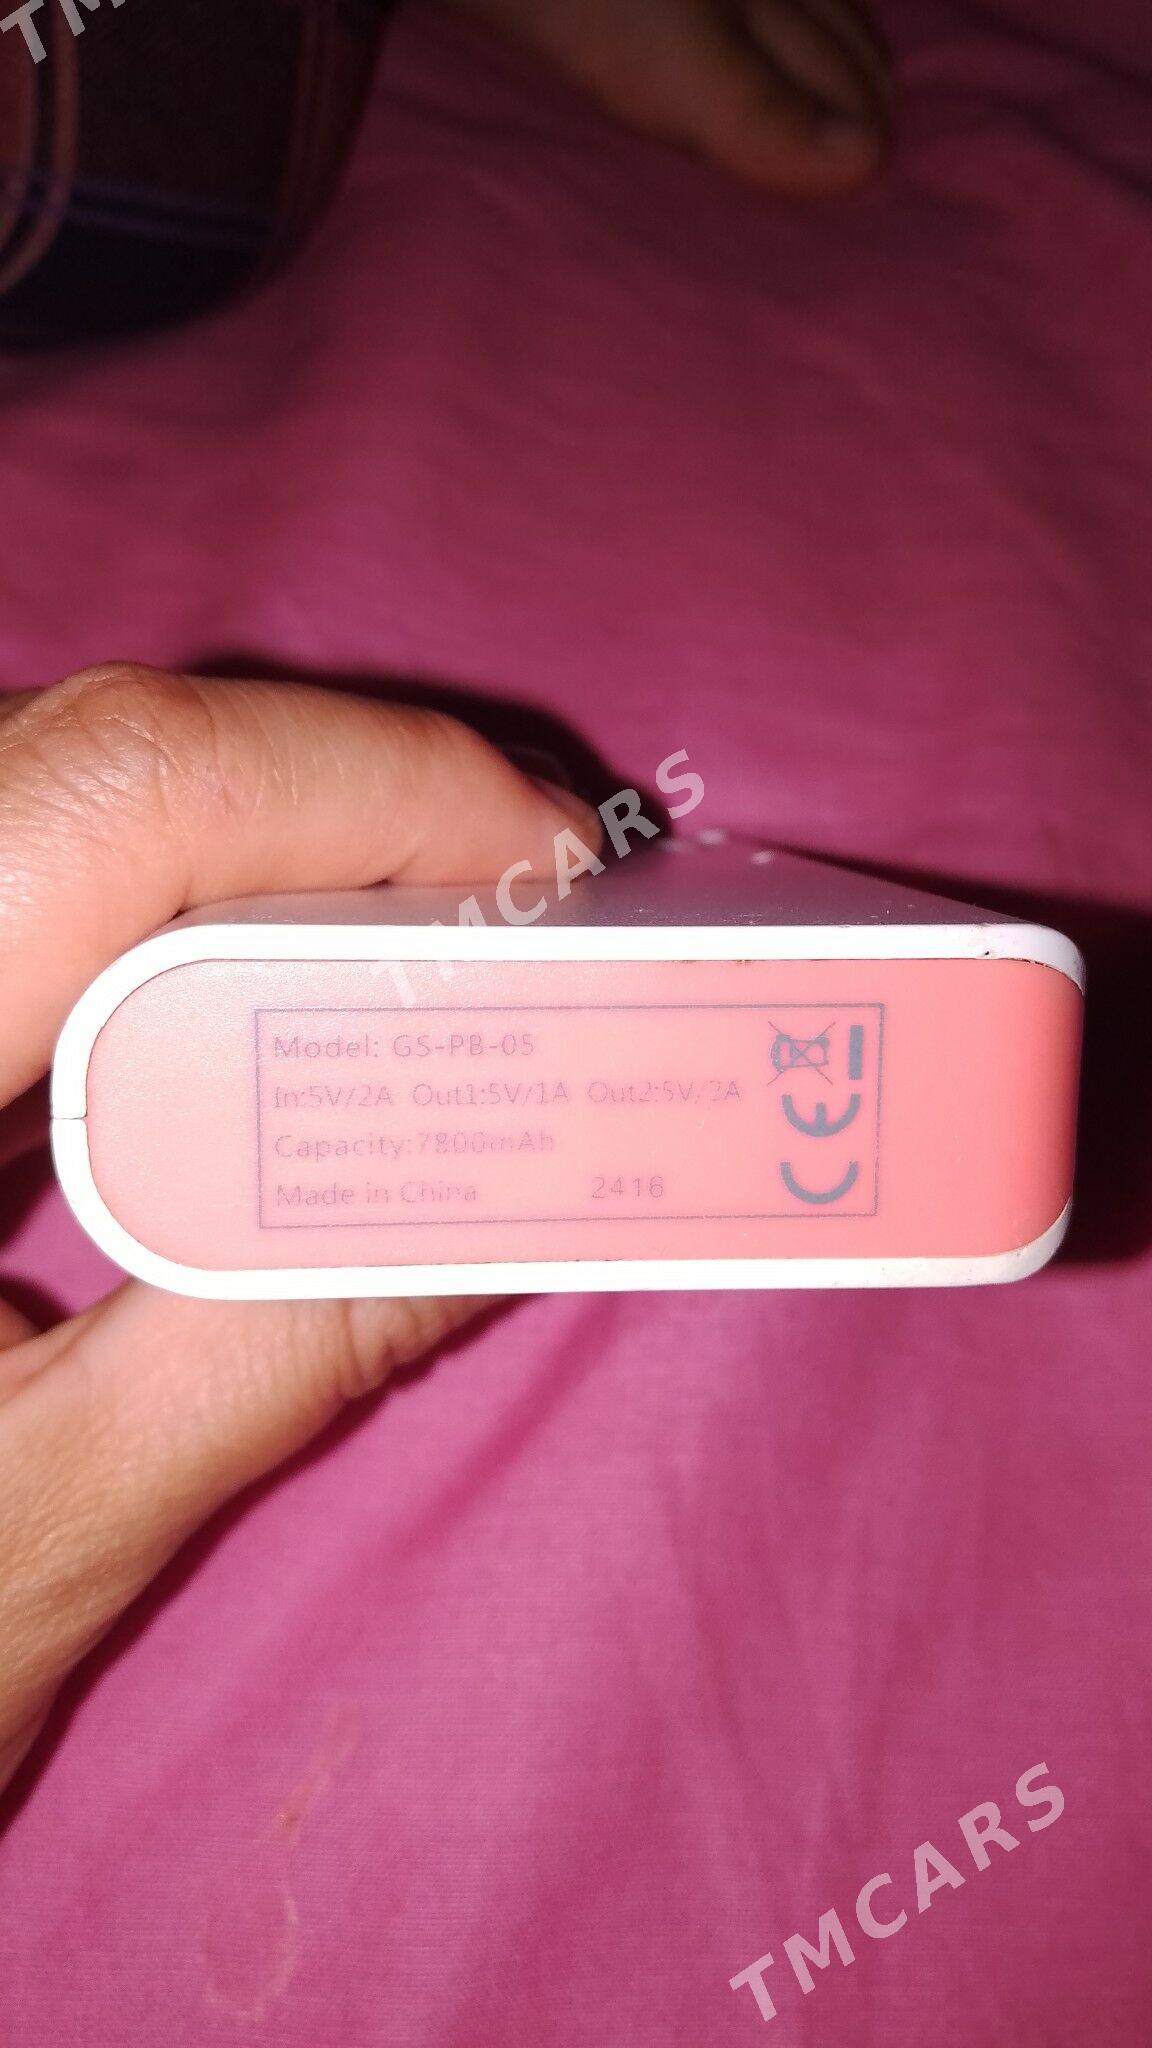 TMCARS
Model: GS-PB-05
In:5V/2A Out1:5V/1A Out2:5V/2A
Capacity:7800mAh
Made in China 2416
CE
TMCARS